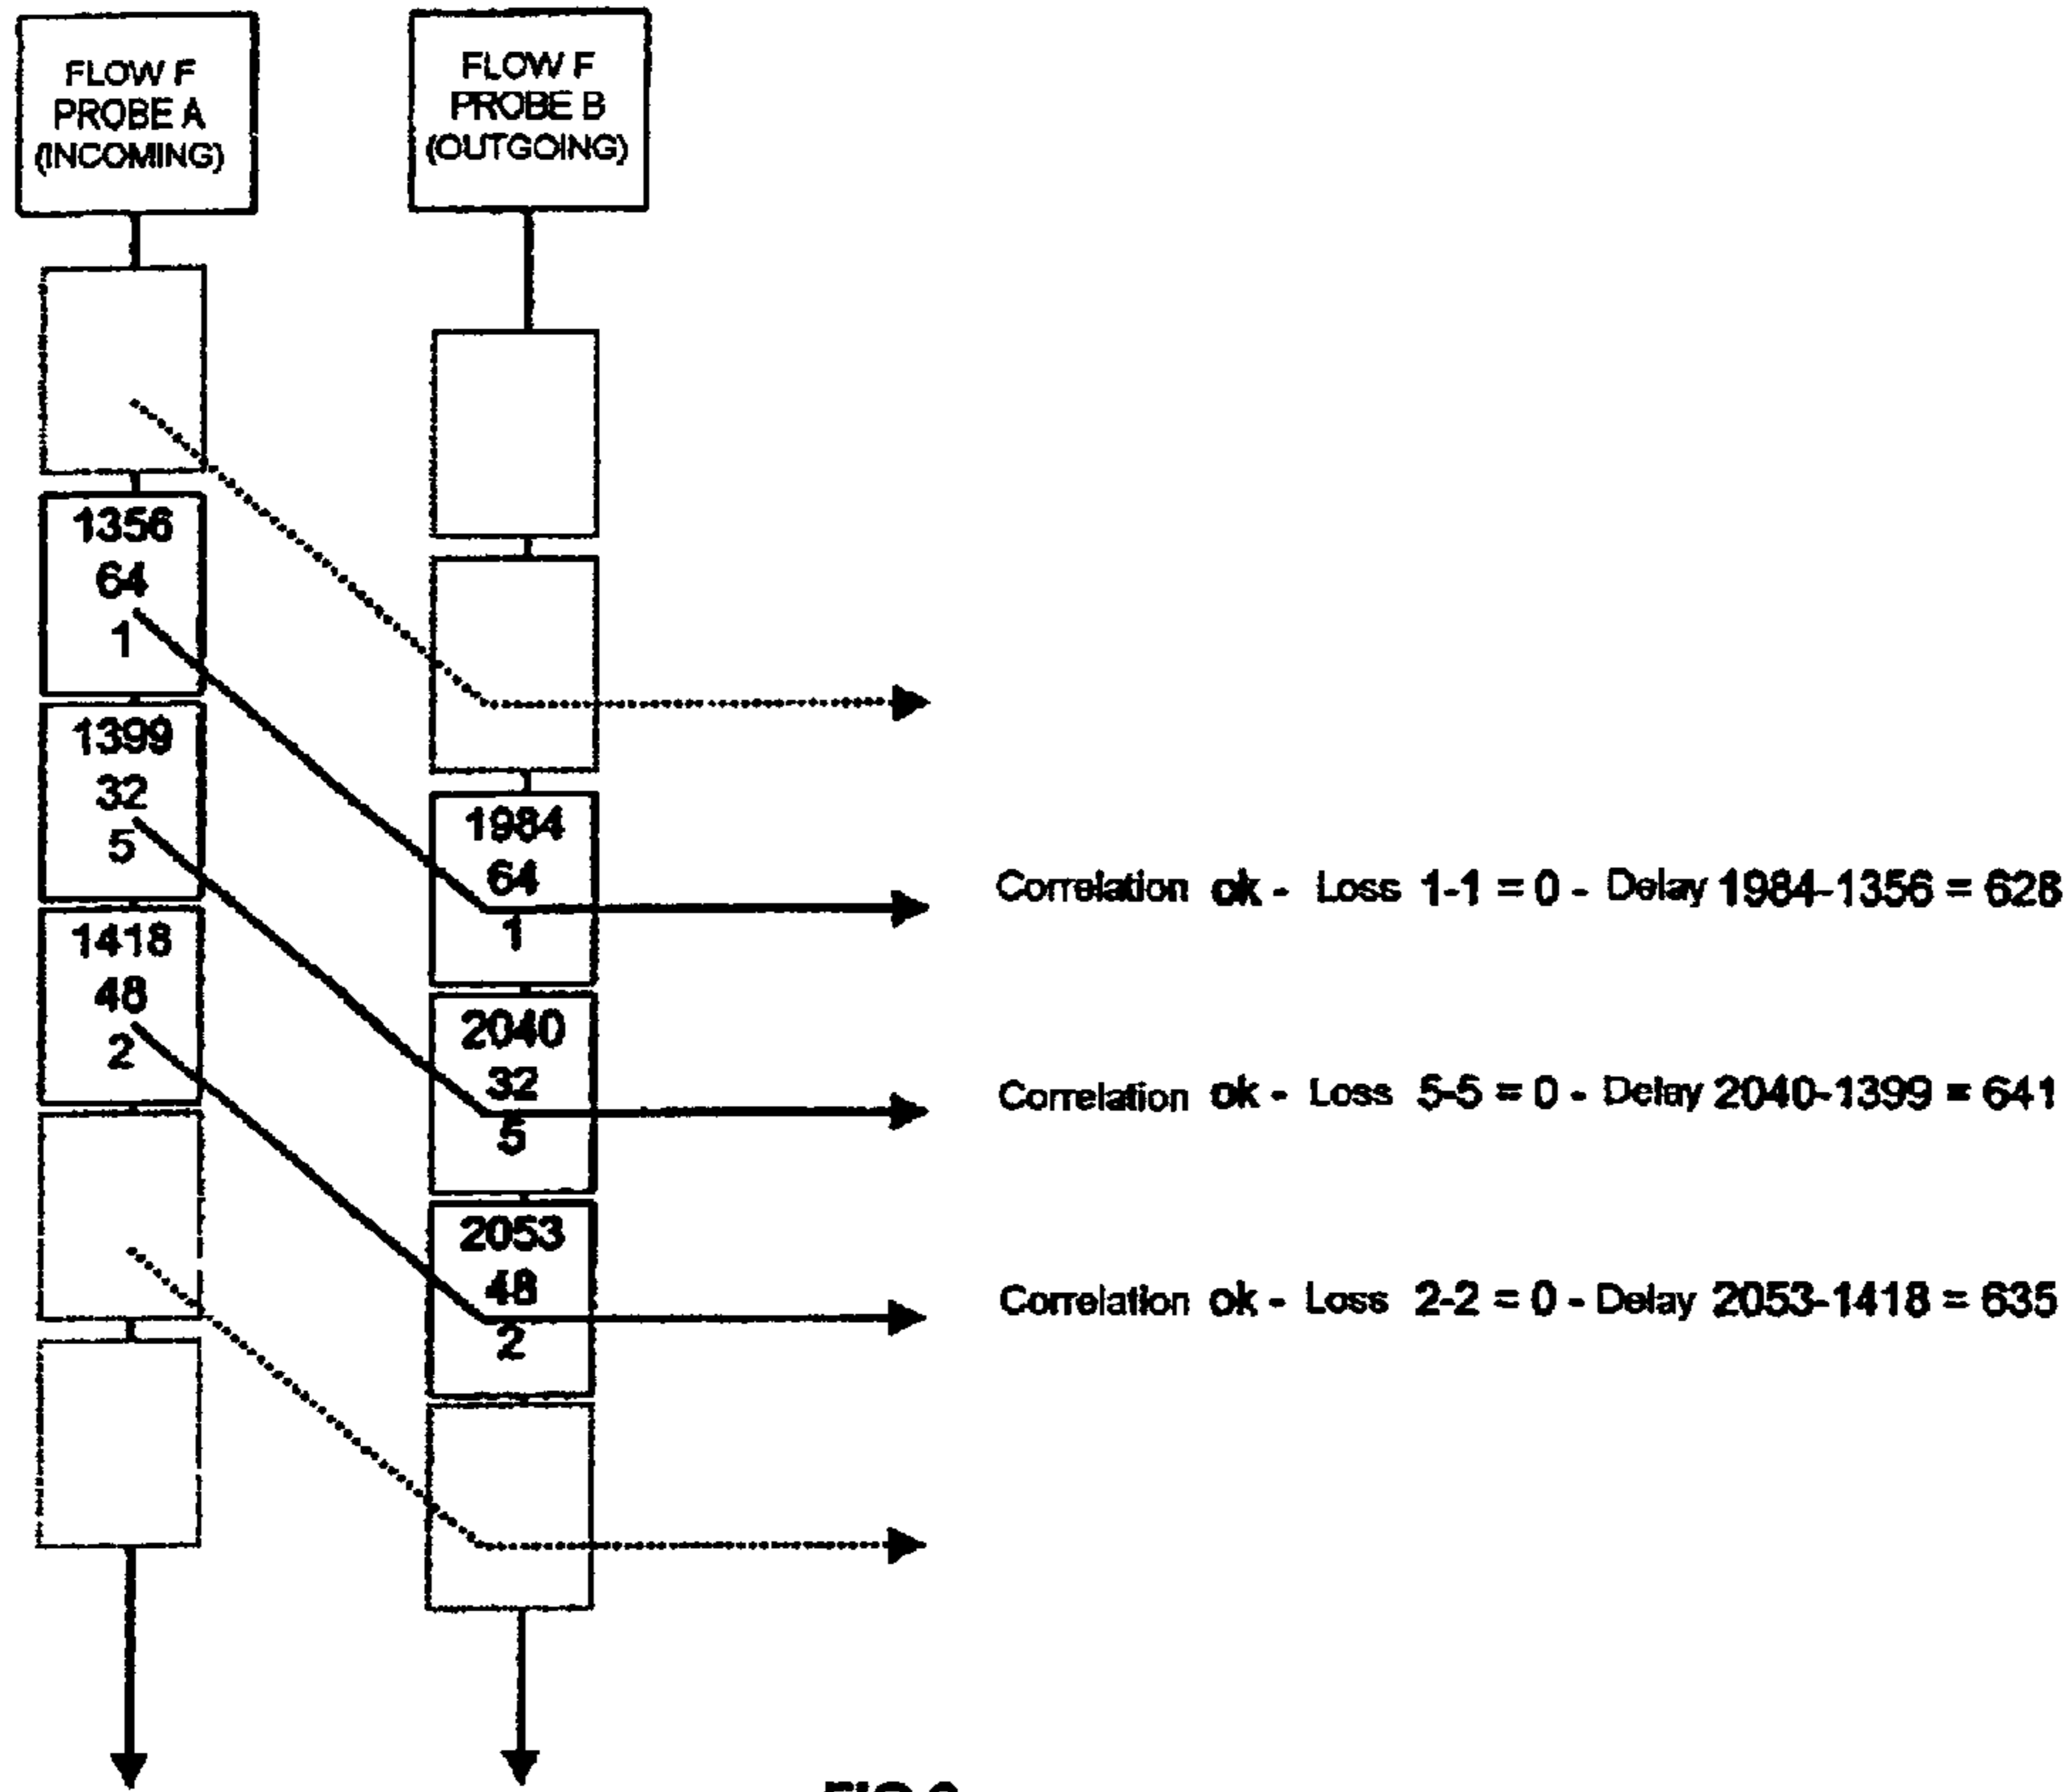 FLOW F
PROBE A
(INCOMING)
FLOW F
PROBE B
(OUTGOING)
1356
64
1
1399
32
5
1418
48
2
1984
64
1
2040
32
5
2053
48
2
Correlation ok - Loss 1-1 = 0 - Delay 1984-1356 = 628
Correlation ok - Loss 5-5 = 0 - Delay 2040-1399 = 641
Correlation ok - Loss 2-2 = 0 - Delay 2053-1418 = 635